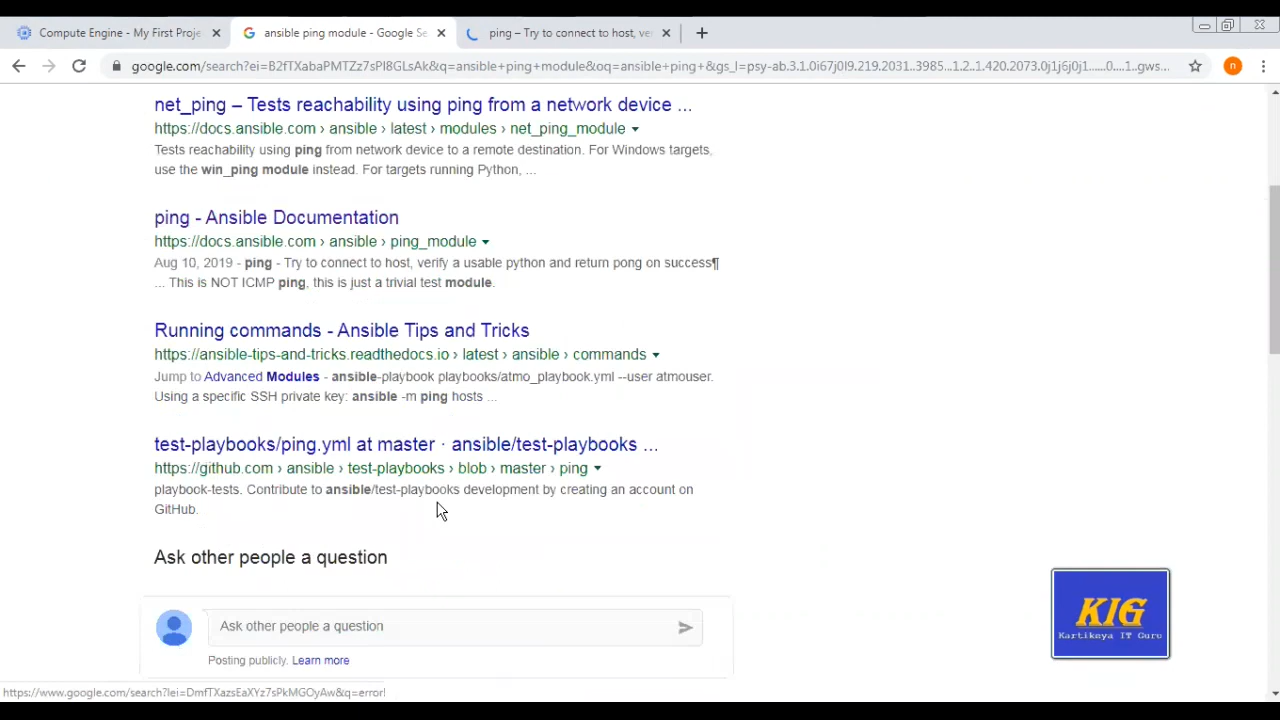 Compute Engine - My First Proje
ansible ping module - Google Se
ping – Try to connect to host, ve
google.com/search?ei=B2fTXabaPMTZz7sPl8GLsAk&q=ansible+ping+module&oq=ansible+ping+&gs_l=psy-ab.3.1.0i67j0l9.219.2031..3985...1.2..1.420.2073.0j1j6j0j1......0....1..gws...
n
net_ping – Tests reachability using ping from a network device ...
https://docs.ansible.com › ansible › latest › modules › net_ping_module
Tests reachability using ping from network device to a remote destination. For Windows targets,
use the win_ping module instead. For targets running Python, ...
ping - Ansible Documentation
https://docs.ansible.com › ansible › ping_module
Aug 10, 2019 - ping - Try to connect to host, verify a usable python and return pong on success¶
... This is NOT ICMP ping, this is just a trivial test module.
Running commands - Ansible Tips and Tricks
https://ansible-tips-and-tricks.readthedocs.io › latest › ansible › commands
Jump to Advanced Modules - ansible-playbook playbooks/atmo_playbook.yml --user atmouser.
Using a specific SSH private key: ansible -m ping hosts ...
test-playbooks/ping.yml at master · ansible/test-playbooks ...
https://github.com › ansible › test-playbooks › blob › master › ping
playbook-tests. Contribute to ansible/test-playbooks development by creating an account on
GitHub.
Ask other people a question
Ask other people a question
Posting publicly. Learn more
KIG
Kartikeya IT Guru
https://www.google.com/search?lei=DmfTXazsEaXYz7sPkMGOyAw&q=error!